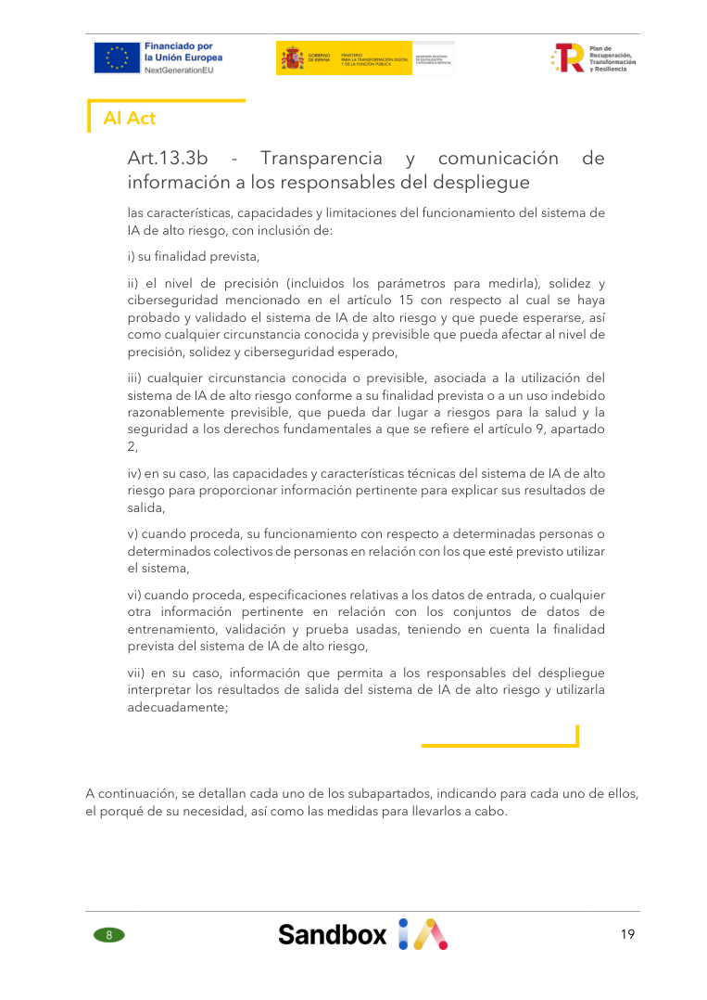 Financiado por
la Unión Europea
NextGenerationEU
GOBIERNO
DE ESPAÑA
MINISTERIO
PARA LA TRANSFORMACIÓN DIGITAL
Y DE LA FUNCIÓN PÚBLICA
SECRETARÍA DE ESTADO
DE DIGITALIZACIÓN
E INTELIGENCIA ARTIFICIAL
Plan de
Recuperación,
Transformación
y Resiliencia
AI Act
Art.13.3b - Transparencia y comunicación de
información a los responsables del despliegue
las características, capacidades y limitaciones del funcionamiento del sistema de
IA de alto riesgo, con inclusión de:
i) su finalidad prevista,
ii) el nivel de precisión (incluidos los parámetros para medirla), solidez y
ciberseguridad mencionado en el artículo 15 con respecto al cual se haya
probado y validado el sistema de IA de alto riesgo y que puede esperarse, así
como cualquier circunstancia conocida y previsible que pueda afectar al nivel de
precisión, solidez y ciberseguridad esperado,
iii) cualquier circunstancia conocida o previsible, asociada a la utilización del
sistema de IA de alto riesgo conforme a su finalidad prevista o a un uso indebido
razonablemente previsible, que pueda dar lugar a riesgos para la salud y la
seguridad a los derechos fundamentales a que se refiere el artículo 9, apartado
2,
iv) en su caso, las capacidades y características técnicas del sistema de IA de alto
riesgo para proporcionar información pertinente para explicar sus resultados de
salida,
v) cuando proceda, su funcionamiento con respecto a determinadas personas o
determinados colectivos de personas en relación con los que esté previsto utilizar
el sistema,
vi) cuando proceda, especificaciones relativas a los datos de entrada, o cualquier
otra información pertinente en relación con los conjuntos de datos de
entrenamiento, validación y prueba usadas, teniendo en cuenta la finalidad
prevista del sistema de IA de alto riesgo,
vii) en su caso, información que permita a los responsables del despliegue
interpretar los resultados de salida del sistema de IA de alto riesgo y utilizarla
adecuadamente;
A continuación, se detallan cada uno de los subapartados, indicando para cada uno de ellos,
el porqué de su necesidad, así como las medidas para llevarlos a cabo.
8
Sandbox IA
19